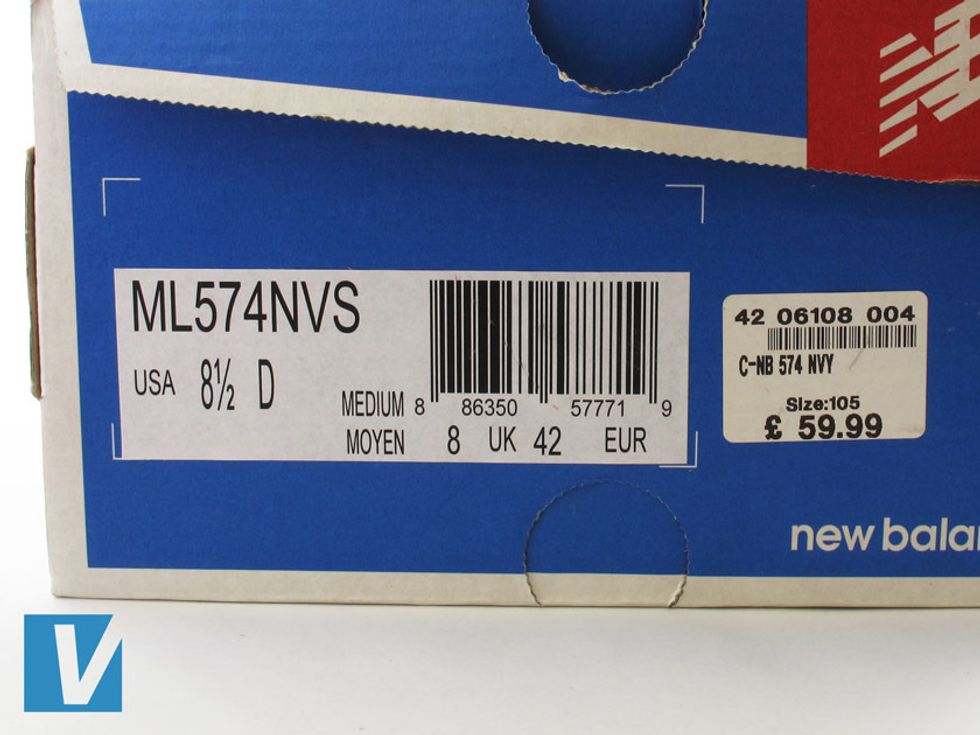 ML574NVS
USA 8½ D
MEDIUM 8 86350 57771 9
MOYEN 8 UK 42 EUR
42 06108 004
C-NB 574 NVY
Size:105
£ 59.99
new bala
V